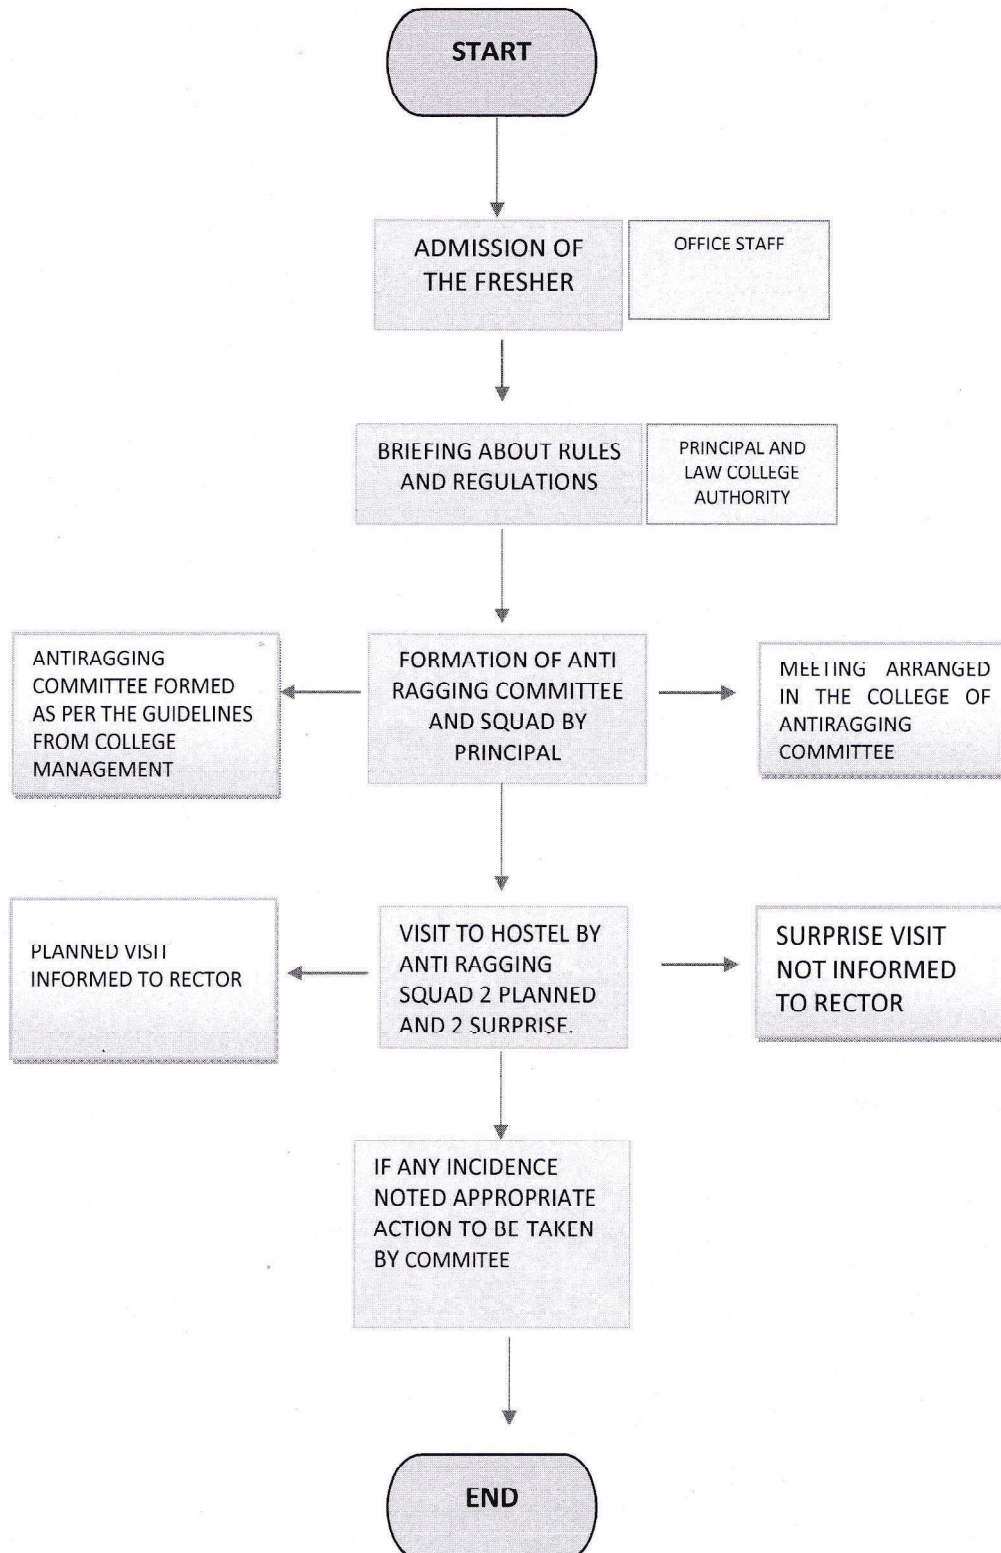 START
ADMISSION OF
THE FRESHER
OFFICE STAFF
BRIEFING ABOUT RULES
AND REGULATIONS
PRINCIPAL AND
LAW COLLEGE
AUTHORITY
ANTIRAGGING
COMMITTEE FORMED
AS PER THE GUIDELINES
FROM COLLEGE
MANAGEMENT
FORMATION OF ANTI
RAGGING COMMITTEE
AND SQUAD BY
PRINCIPAL
MEETING ARRANGED
IN THE COLLEGE OF
ANTIRAGGING
COMMITTEE
PLANNED VISIT
INFORMED TO RECTOR
VISIT TO HOSTEL BY
ANTI RAGGING
SQUAD 2 PLANNED
AND 2 SURPRISE.
SURPRISE VISIT
NOT INFORMED
TO RECTOR
IF ANY INCIDENCE
NOTED APPROPRIATE
ACTION TO BE TAKEN
BY COMMITEE
END